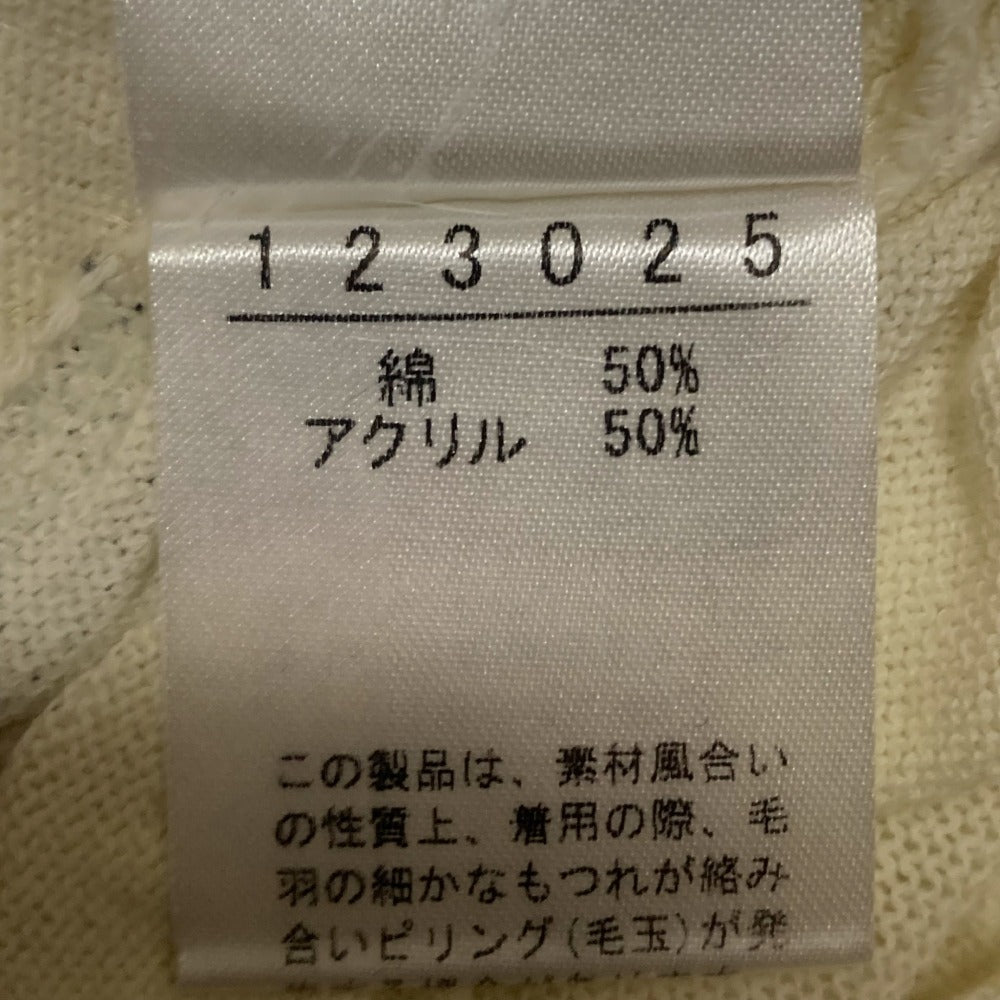 123025
綿 50%
アクリル 50%
この製品は、素材風合い
の性質上、着用の際、毛
羽の細かなもつれが絡み
合いピリング(毛玉)が発